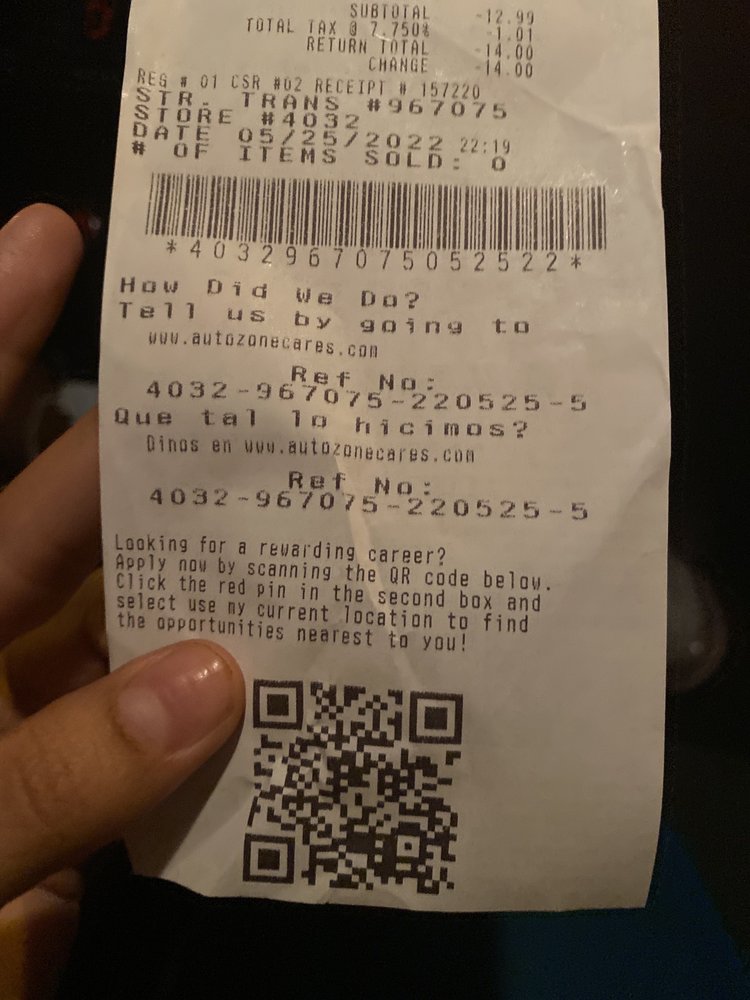 SUBTOTAL -12.99
TOTAL TAX @ 7.750% -1.01
RETURN TOTAL -14.00
CHANGE -14.00
REG # 01 CSR #02 RECEIPT # 157220
STR. TRANS #967075
STORE #4032
DATE 05/25/2022 22:19
# OF ITEMS SOLD: 0
*4032967075052522*
How Did We Do?
Tell us by going to
www.autozonecares.com
Ref No:
4032-967075-220525-5
Que tal lo hicimos?
Dinos en www.autozonecares.com
Ref No:
4032-967075-220525-5
Looking for a rewarding career?
Apply now by scanning the QR code below.
Click the red pin in the second box and
select use my current location to find
the opportunities nearest to you!